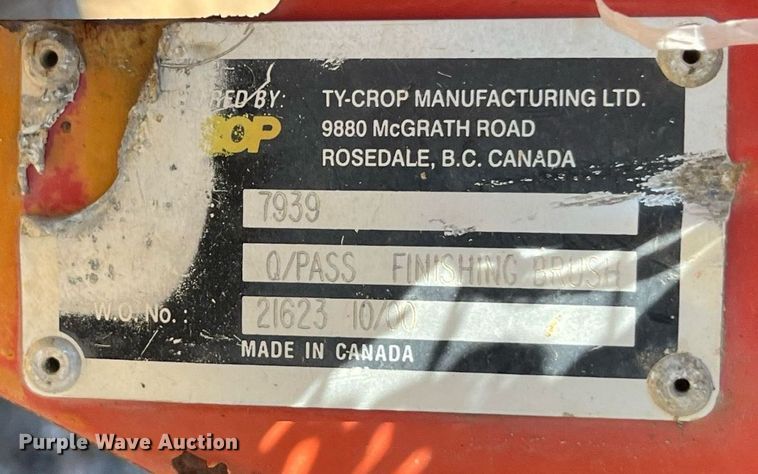 RED BY: TY-CROP MANUFACTURING LTD.
ROP 9880 McGRATH ROAD
ROSEDALE, B.C. CANADA
7939
Q/PASS FINISHING BRUSH
W.O. No.: 21623 10/00
MADE IN CANADA
Purple Wave Auction